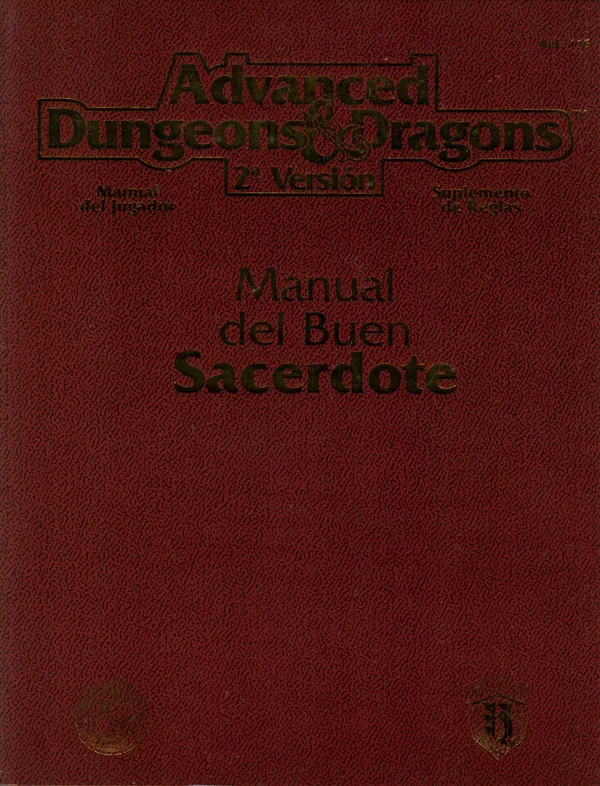 Advanced
Dungeons & Dragons
2ª Versión
Manual
del Jugador
Suplemento
de Reglas
Manual
del Buen
Sacerdote